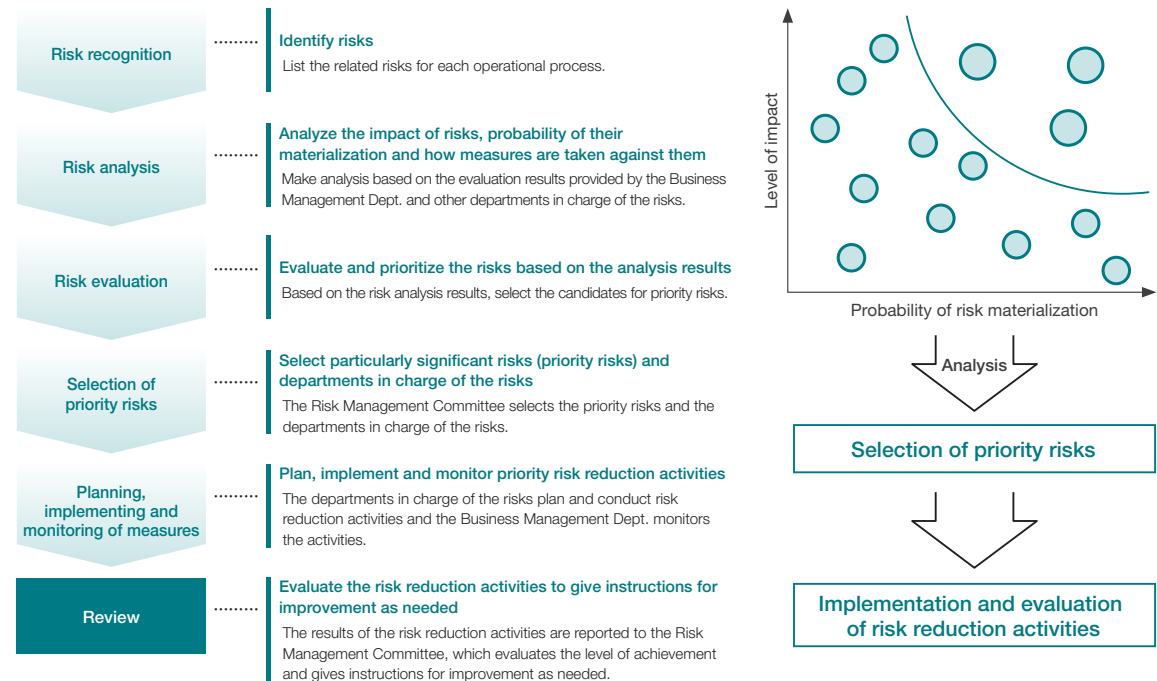 Risk recognition
Identify risks
List the related risks for each operational process.
Risk analysis
Analyze the impact of risks, probability of their
materialization and how measures are taken against them
Make analysis based on the evaluation results provided by the Business
Management Dept. and other departments in charge of the risks.
Risk evaluation
Evaluate and prioritize the risks based on the analysis results
Based on the risk analysis results, select the candidates for priority risks.
Selection of
priority risks
Select particularly significant risks (priority risks) and
departments in charge of the risks
The Risk Management Committee selects the priority risks and the
departments in charge of the risks.
Planning,
implementing and
monitoring of measures
Plan, implement and monitor priority risk reduction activities
The departments in charge of the risks plan and conduct risk
reduction activities and the Business Management Dept. monitors
the activities.
Review
Evaluate the risk reduction activities to give instructions for
improvement as needed
The results of the risk reduction activities are reported to the Risk
Management Committee, which evaluates the level of achievement
and gives instructions for improvement as needed.
Level of impact
Probability of risk materialization
Analysis
Selection of priority risks
Implementation and evaluation
of risk reduction activities